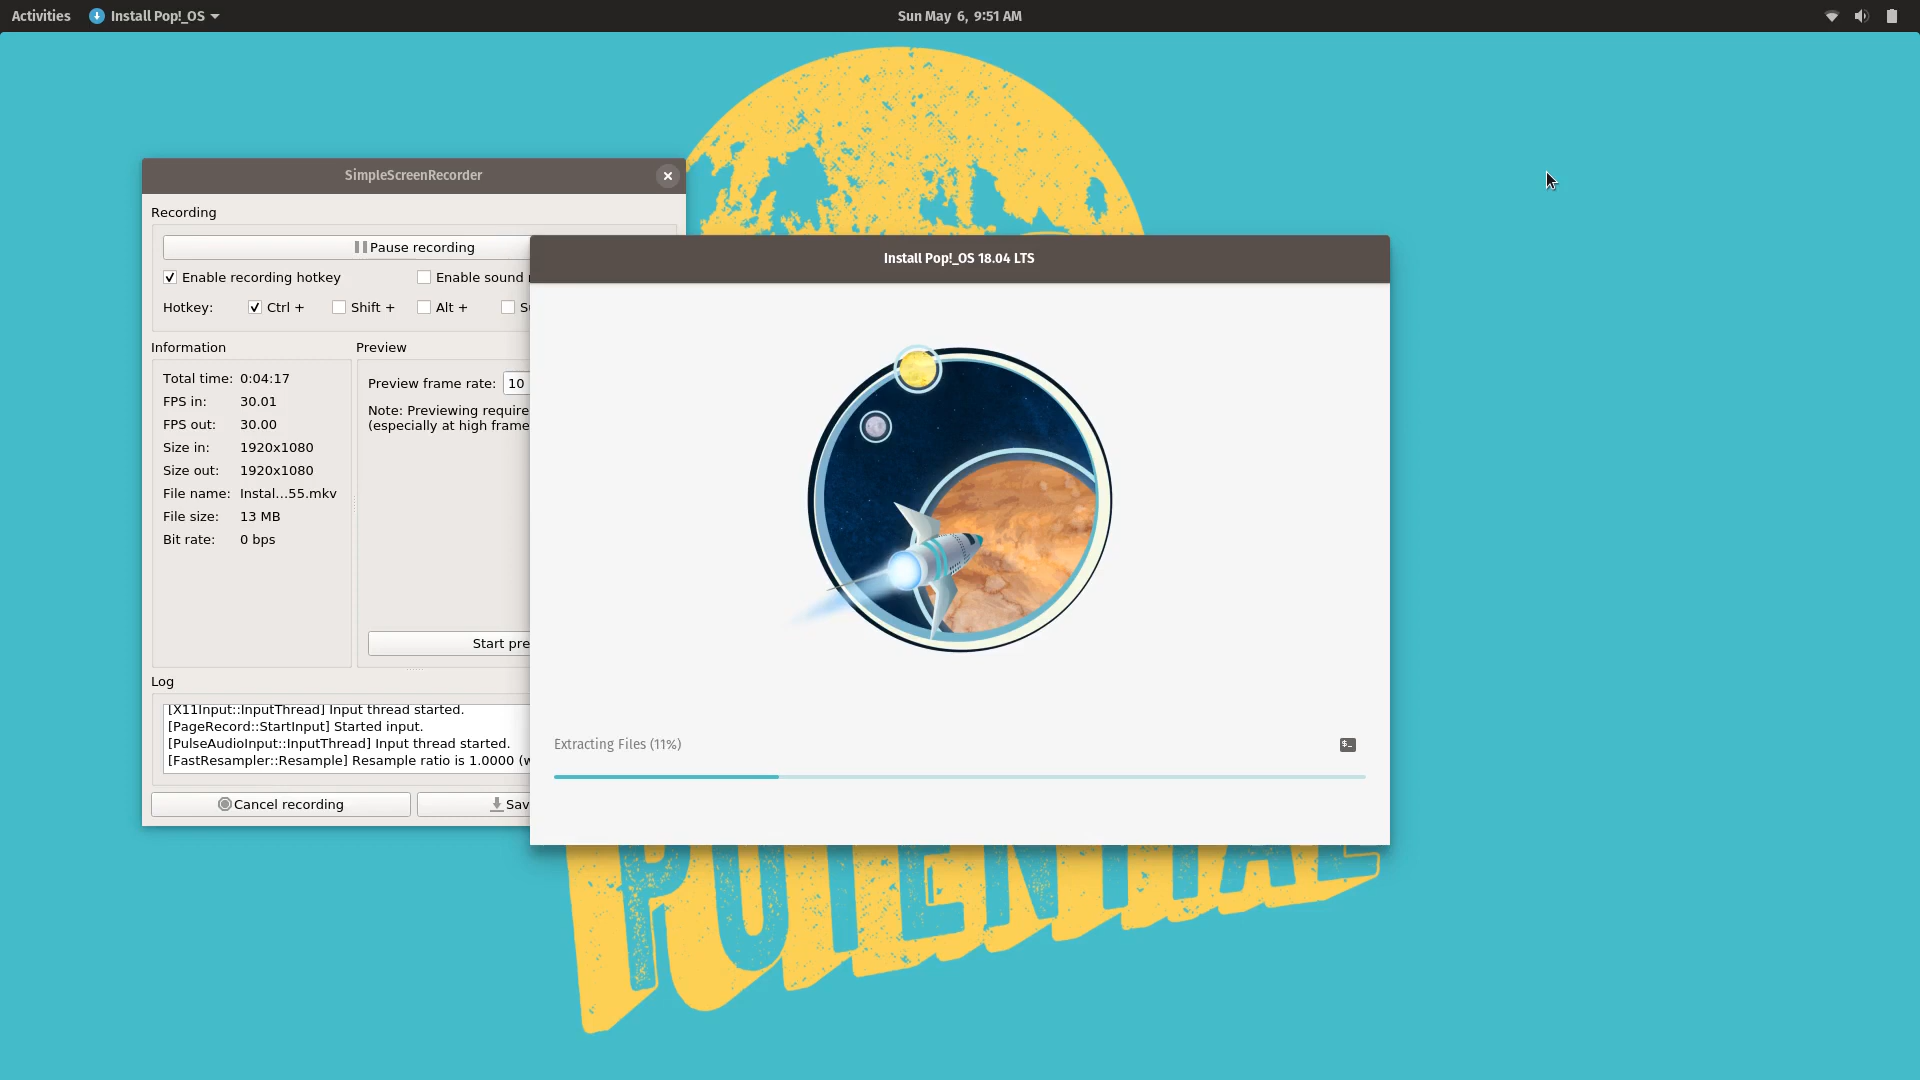 Activities
Install Pop!_OS
Sun May 6, 9:51 AM
SimpleScreenRecorder
Recording
Pause recording
Enable recording hotkey
Enable sound
Hotkey:
Ctrl +
Shift +
Alt +
Information
Preview
Total time: 0:04:17
FPS in: 30.01
FPS out: 30.00
Size in: 1920x1080
Size out: 1920x1080
File name: Instal...55.mkv
File size: 13 MB
Bit rate: 0 bps
Preview frame rate: 10
Note: Previewing require
(especially at high frame
Start pre
Log
[X11Input::InputThread] Input thread started.
[PageRecord::StartInput] Started input.
[PulseAudioInput::InputThread] Input thread started.
[FastResampler::Resample] Resample ratio is 1.0000 (w
Cancel recording
Sav
Install Pop!_OS 18.04 LTS
Extracting Files (11%)
POTENTIAL